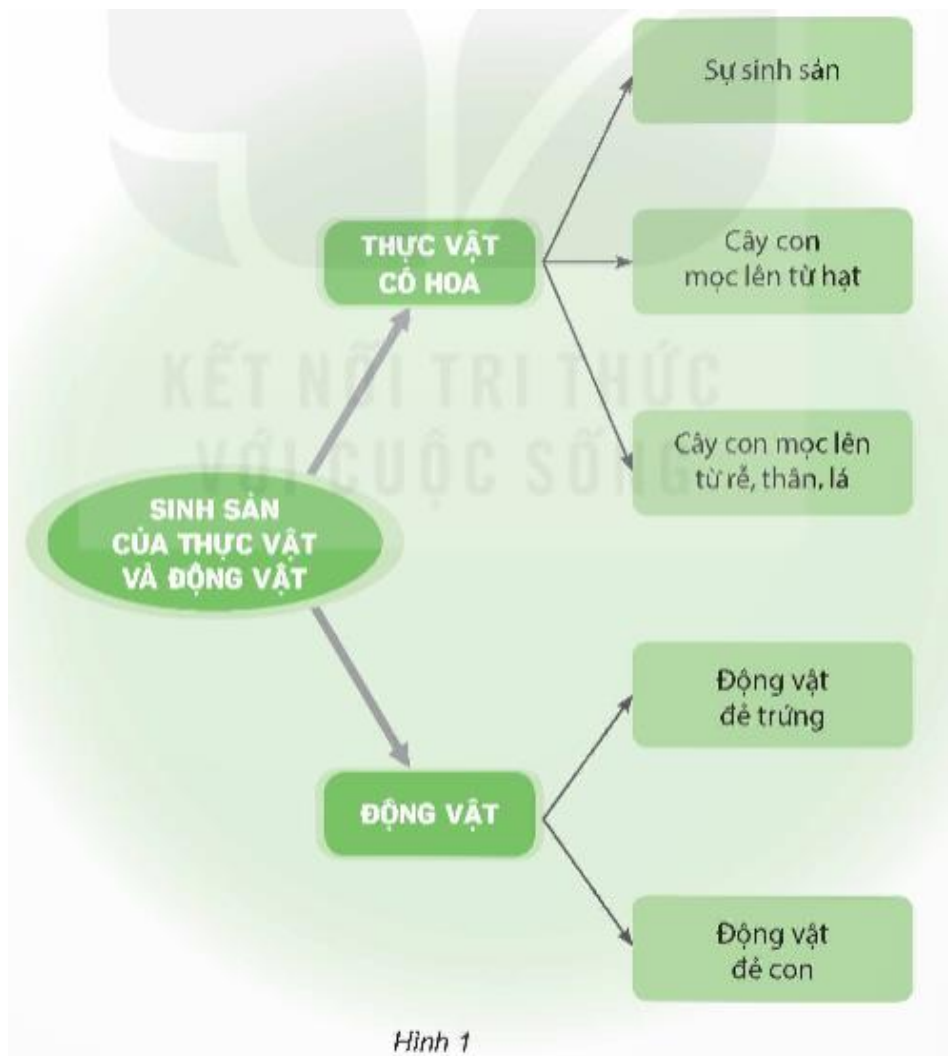 Sự sinh sản
THỰC VẬT
CÓ HOA
Cây con
mọc lên từ hạt
KẾT NỐI TRI THỨC
VỚI CUỘC SỐNG
Cây con mọc lên
từ rễ, thân, lá
SINH SẢN
CỦA THỰC VẬT
VÀ ĐỘNG VẬT
Động vật
đẻ trứng
ĐỘNG VẬT
Động vật
đẻ con
Hình 1